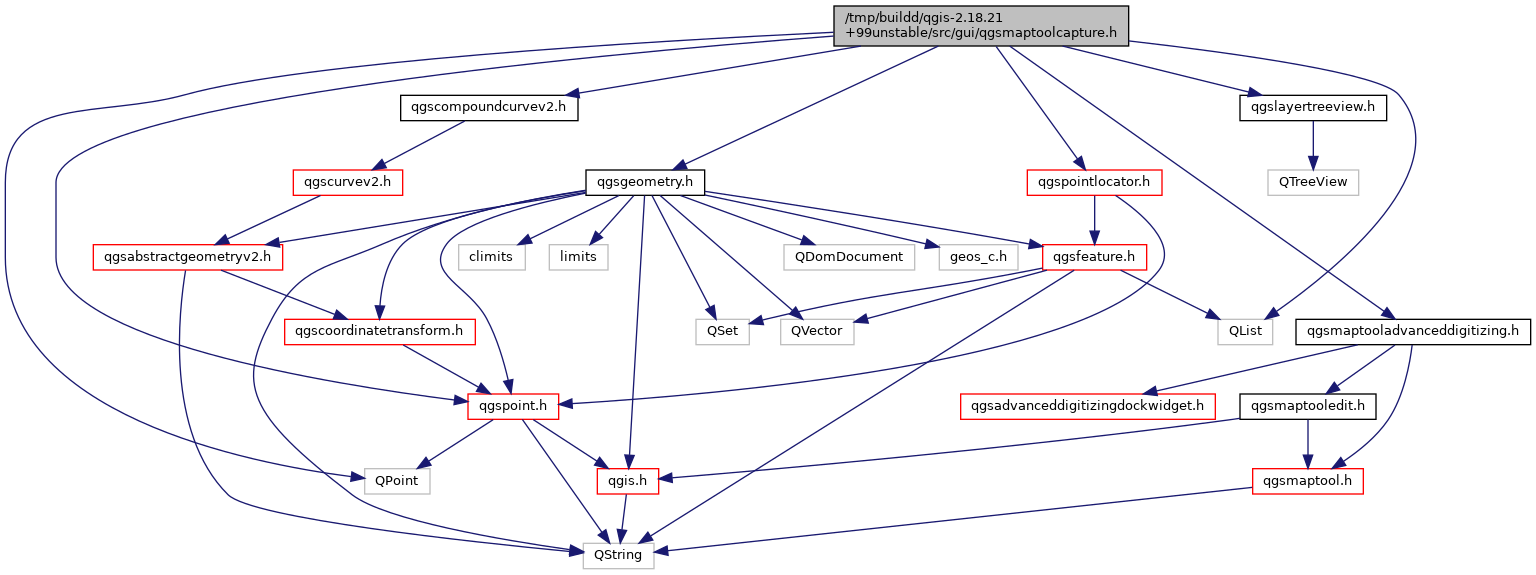 /tmp/buildd/qgis-2.18.21
+99unstable/src/gui/qgsmaptoolcapture.h
qgscompoundcurvev2.h
qgslayertreeview.h
qgscurvev2.h
qgsgeometry.h
qgspointlocator.h
QTreeView
qgsabstractgeometryv2.h
climits
limits
QDomDocument
geos_c.h
qgsfeature.h
qgscoordinatetransform.h
QSet
QVector
QList
qgsmaptooladvanceddigitizing.h
qgspoint.h
qgsadvanceddigitizingdockwidget.h
qgsmaptooledit.h
QPoint
qgis.h
qgsmaptool.h
QString